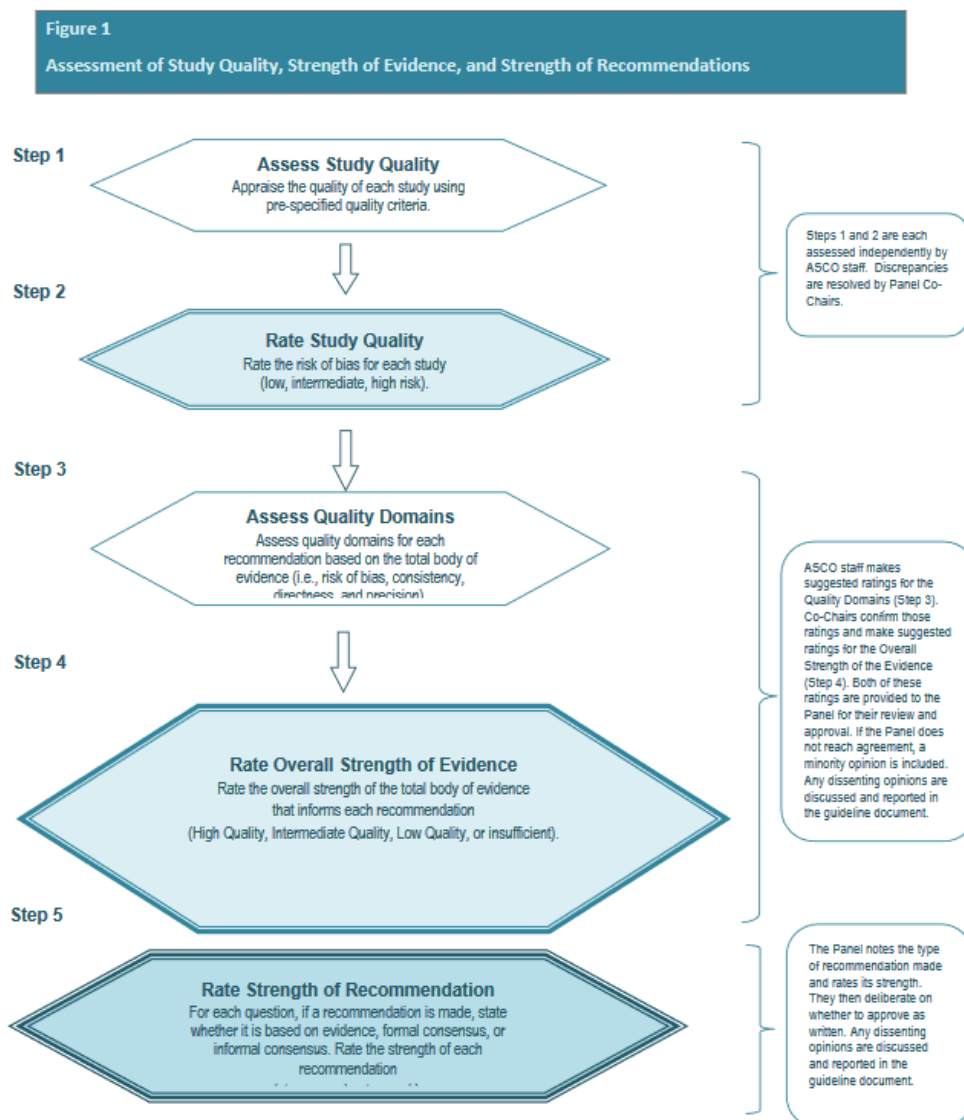 Figure 1
Assessment of Study Quality, Strength of Evidence, and Strength of Recommendations
Step 1
Assess Study Quality
Appraise the quality of each study using
pre-specified quality criteria.
Steps 1 and 2 are each
assessed independently by
ASCO staff. Discrepancies
are resolved by Panel Co-
Chairs.
Step 2
Rate Study Quality
Rate the risk of bias for each study
(low, intermediate, high risk).
Step 3
Assess Quality Domains
Assess quality domains for each
recommendation based on the total body of
evidence (i.e., risk of bias, consistency,
directness, and precision)
ASCO staff makes
suggested ratings for the
Quality Domains (Step 3).
Co-Chairs confirm those
ratings and make suggested
ratings for the Overall
Strength of the Evidence
(Step 4). Both of these
ratings are provided to the
Panel for their review and
approval. If the Panel does
not reach agreement, a
minority opinion is included.
Any dissenting opinions are
discussed and reported in
the guideline document.
Step 4
Rate Overall Strength of Evidence
Rate the overall strength of the total body of evidence
that informs each recommendation
(High Quality, Intermediate Quality, Low Quality, or insufficient).
Step 5
Rate Strength of Recommendation
For each question, if a recommendation is made, state
whether it is based on evidence, formal consensus, or
informal consensus. Rate the strength of each
recommendation
The Panel notes the type
of recommendation made
and rates its strength.
They then deliberate on
whether to approve as
written. Any dissenting
opinions are discussed
and reported in the
guideline document.